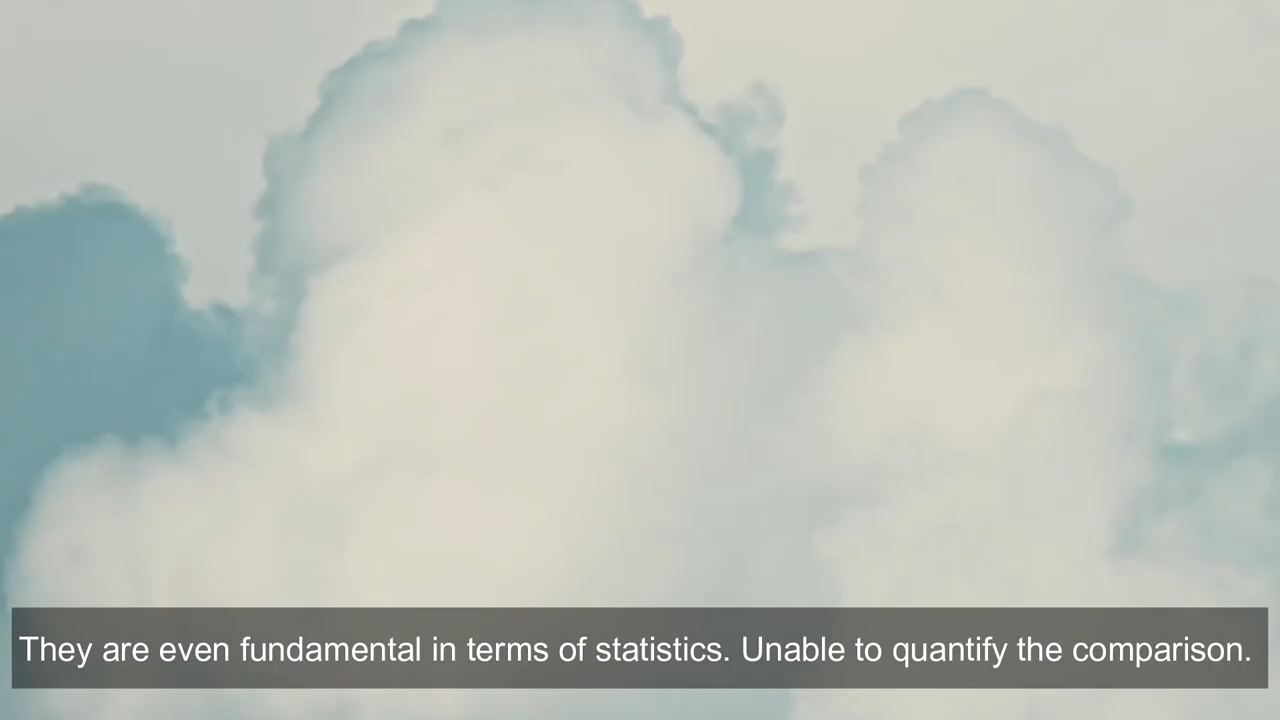 They are even fundamental in terms of statistics. Unable to quantify the comparison.